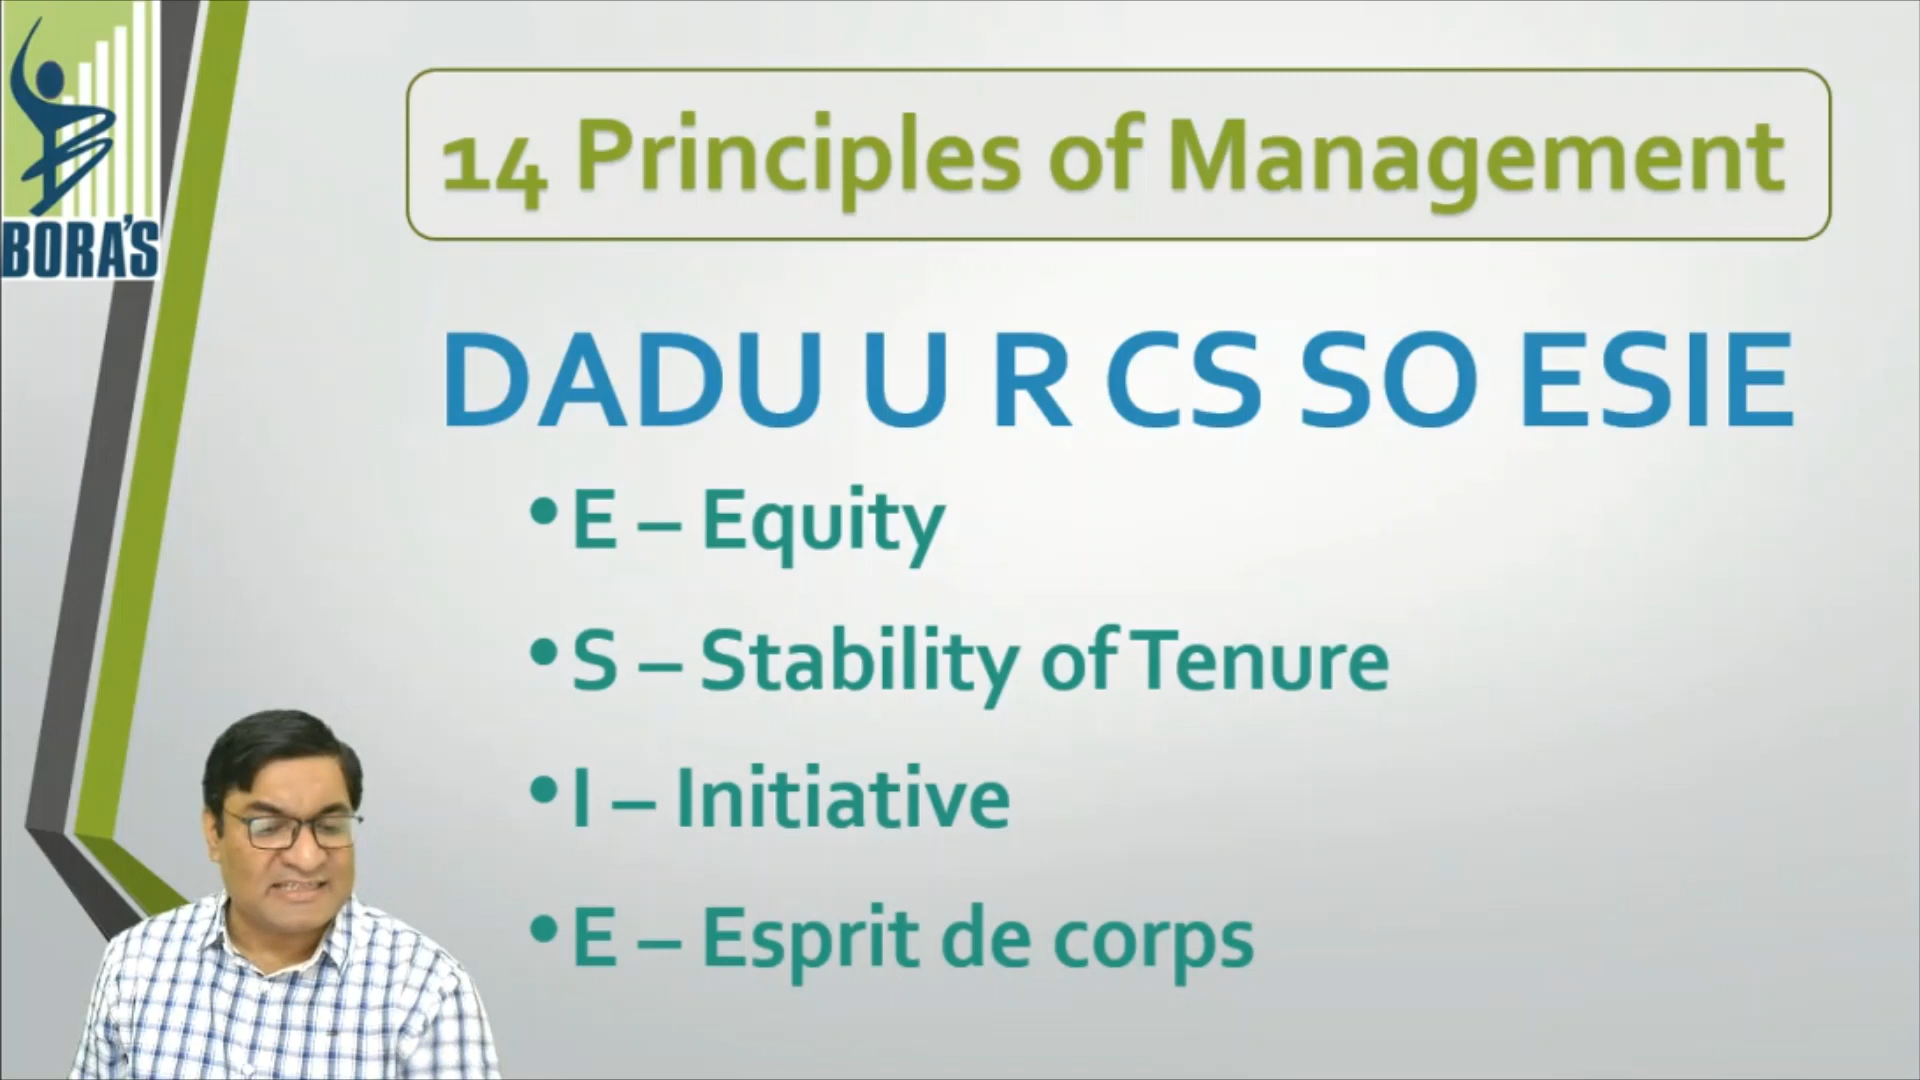 BORA'S
14 Principles of Management
DADU U R CS SO ESIE
•E – Equity
•S – Stability of Tenure
•I – Initiative
•E – Esprit de corps